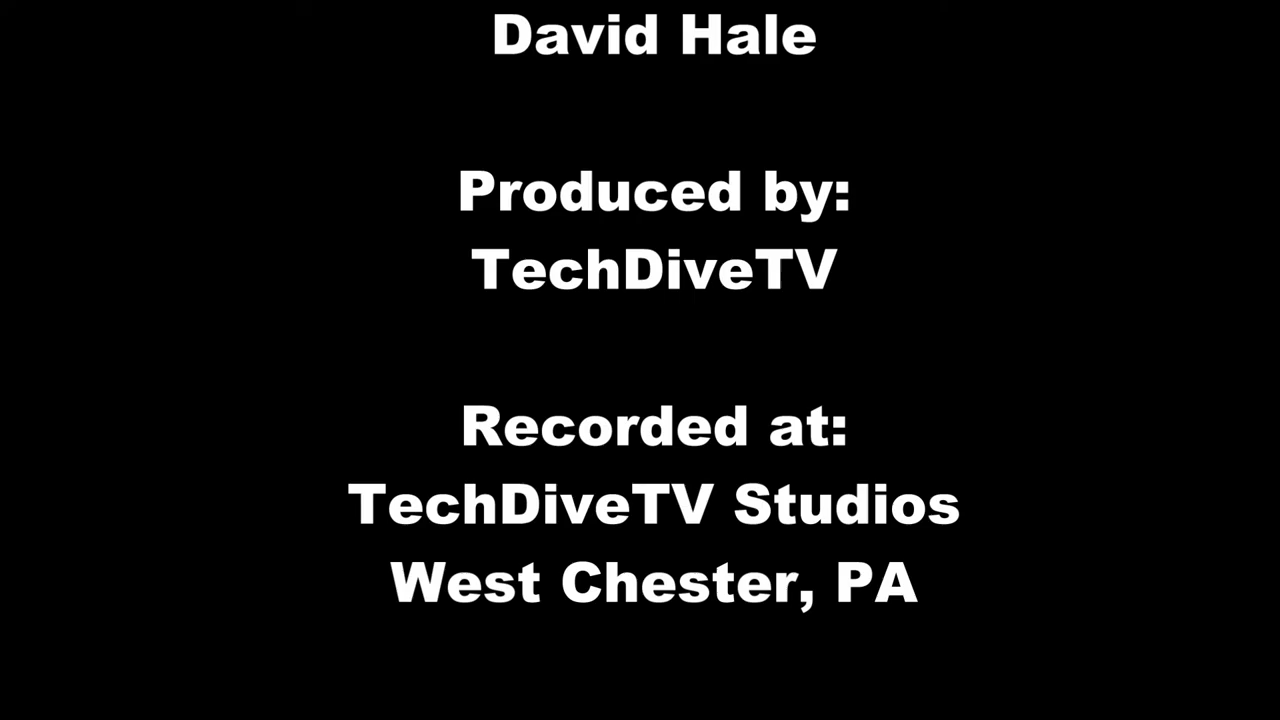 David Hale
Produced by:
TechDiveTV
Recorded at:
TechDiveTV Studios
West Chester, PA